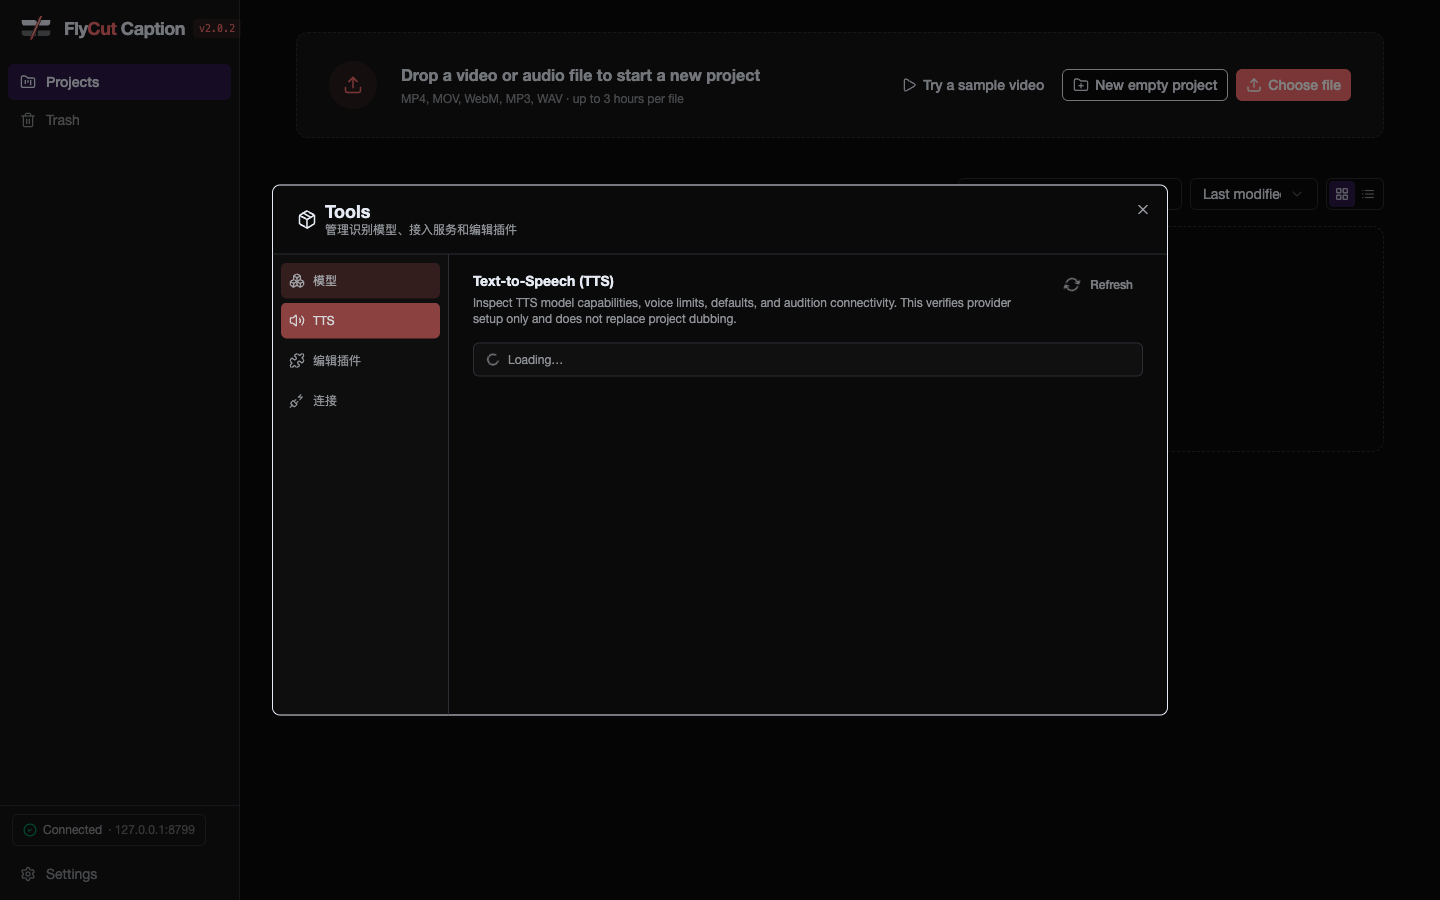 FlyCut Caption v2.0.2
Projects
Trash
Drop a video or audio file to start a new project
MP4, MOV, WebM, MP3, WAV · up to 3 hours per file
Try a sample video
New empty project
Choose file
Last modifie
Tools
管理识别模型、接入服务和编辑插件
模型
TTS
编辑插件
连接
Text-to-Speech (TTS)
Refresh
Inspect TTS model capabilities, voice limits, defaults, and audition connectivity. This verifies provider
setup only and does not replace project dubbing.
Loading...
Connected · 127.0.0.1:8799
Settings